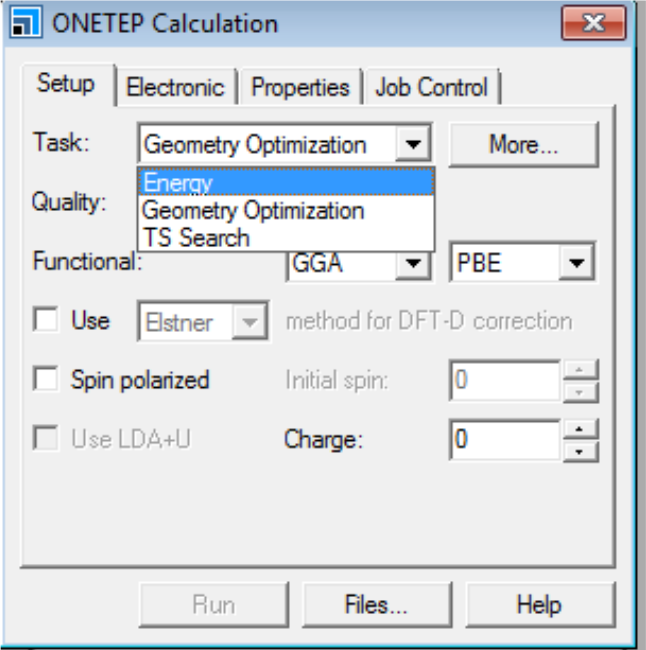 ONETEP Calculation
Setup Electronic Properties Job Control
Task: Geometry Optimization More...
Energy
Quality:
Geometry Optimization
TS Search
Functional: GGA PBE
Use Elstner method for DFT-D correction
Spin polarized Initial spin: 0
Use LDA+U Charge: 0
Run Files... Help